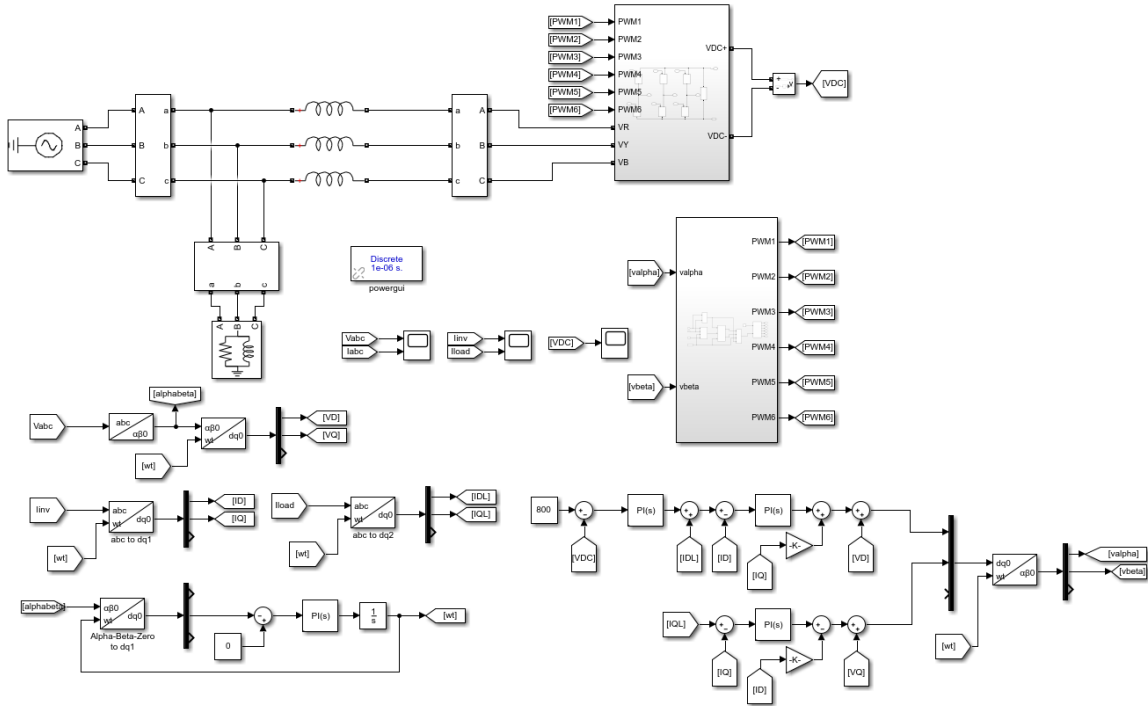 [PWM1]
[PWM2]
[PWM3]
[PWM4]
[PWM5]
[PWM6]
PWM1
PWM2
PWM3
PWM4
PWM5
PWM6
VR
VY
VB
VDC+
VDC-
+
-
v
[VDC]
A
B
C
A
B
C
a
b
c
a
b
c
A
B
C
A
B
C
a
b
c
A
B
C
Discrete
1e-06 s.
powergui
Vabc
Iabc
Iinv
Iload
[VDC]
[valpha]
[vbeta]
valpha
vbeta
PWM1
PWM2
PWM3
PWM4
PWM5
PWM6
[PWM1]
[PWM2]
[PWM3]
[PWM4]
[PWM5]
[PWM6]
[alphabeta]
Vabc
abc
αβ0
αβ0
wt
dq0
[wt]
[VD]
[VQ]
Iinv
abc
wt
dq0
abc to dq1
[wt]
[ID]
[IQ]
Iload
abc
wt
dq0
abc to dq2
[wt]
[IDL]
[IQL]
[alphabeta]
αβ0
wt
dq0
Alpha-Beta-Zero
to dq1
0
PI(s)
1
s
[wt]
800
[VDC]
PI(s)
[IDL]
[ID]
PI(s)
[IQ]
-K-
[VD]
[IQL]
[IQ]
PI(s)
[ID]
-K-
[VQ]
[wt]
dq0
wt
αβ0
[valpha]
[vbeta]